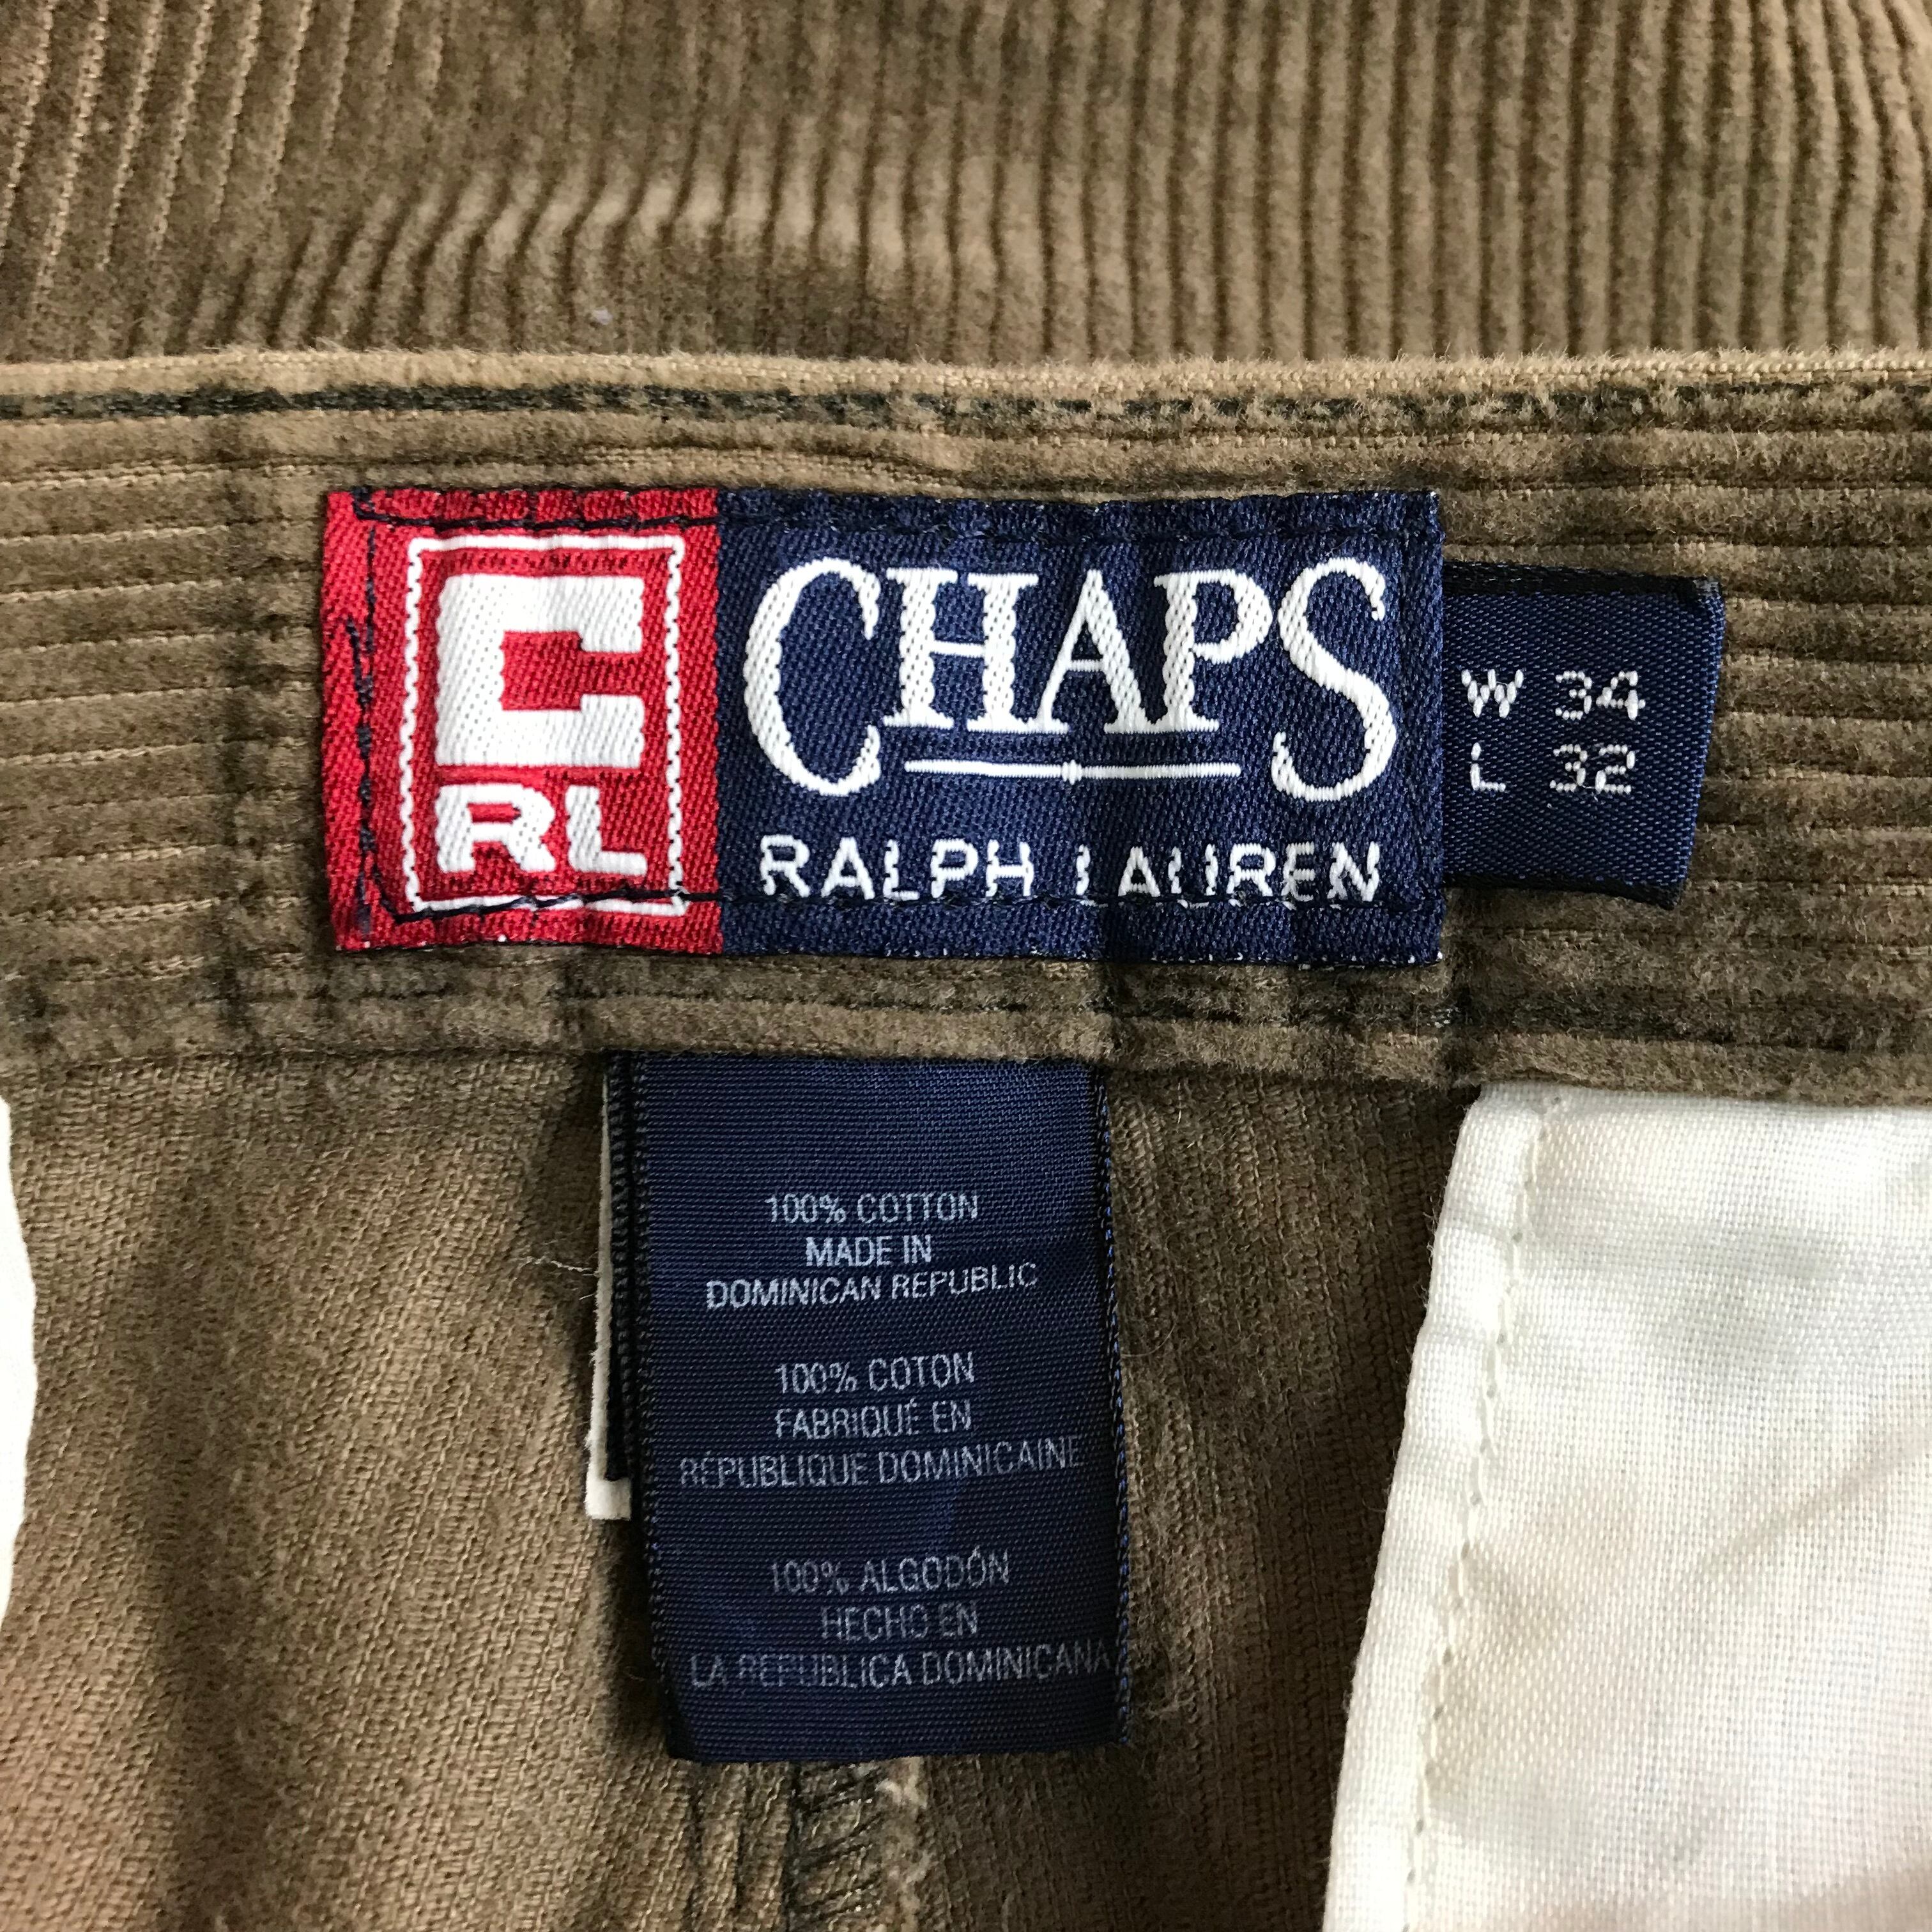 C
RL
CHAPS
RALPH LAUREN
W 34
L 32
100% COTTON
MADE IN
DOMINICAN REPUBLIC
100% COTON
FABRIQUÉ EN
RÉPUBLIQUE DOMINICAINE
100% ALGODÓN
HECHO EN
LA REPUBLICA DOMINICANA